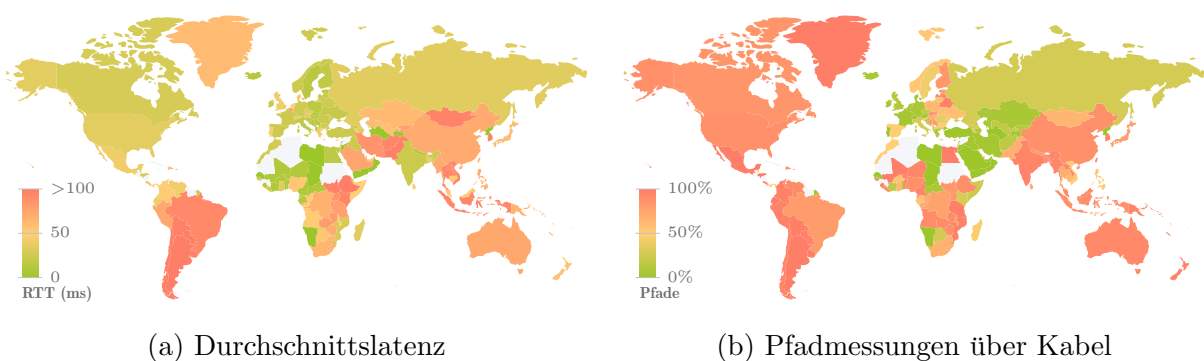 >100
50
0
RTT (ms)
100%
50%
0%
Pfade
(a) Durchschnittslatenz
(b) Pfadmessungen über Kabel